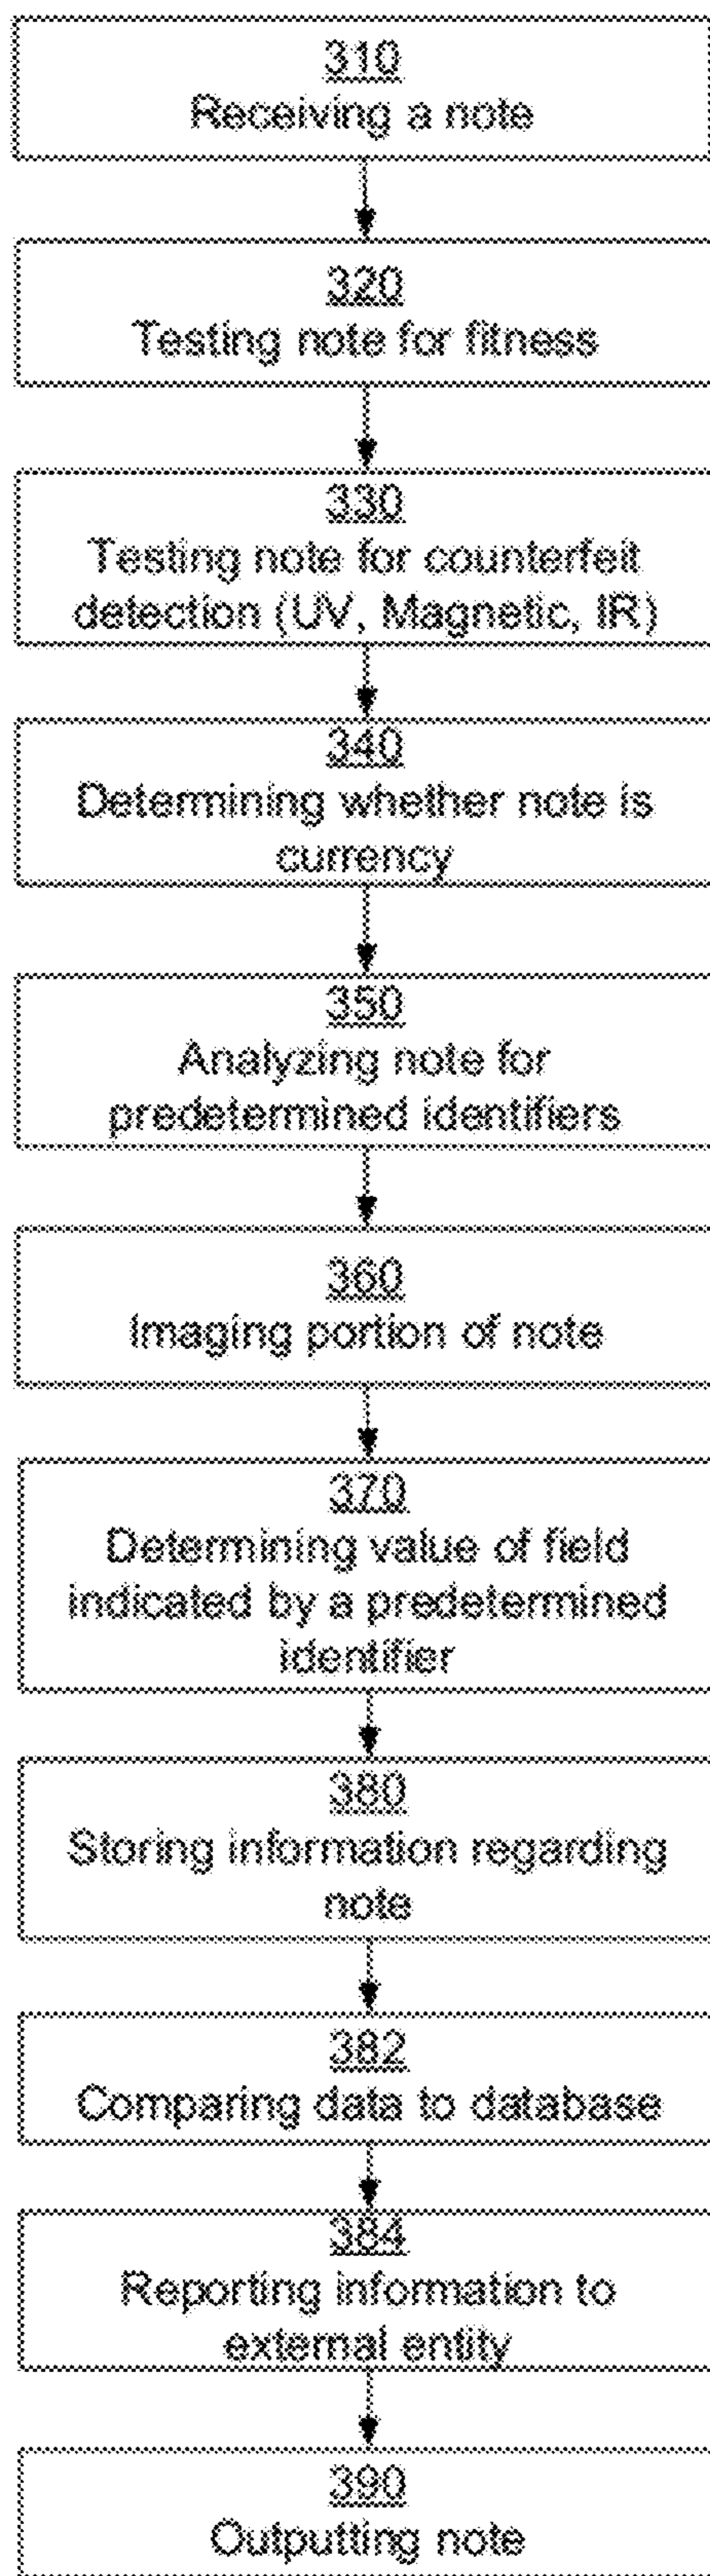 310
Receiving a note
320
Testing note for fitness
330
Testing note for counterfeit
detection (UV, Magnetic, IR)
340
Determining whether note is
currency
350
Analyzing note for
predetermined identifiers
360
Imaging portion of note
370
Determining value of field
indicated by a predetermined
identifier
380
Storing information regarding
note
382
Comparing data to database
384
Reporting information to
external entity
390
Outputting note